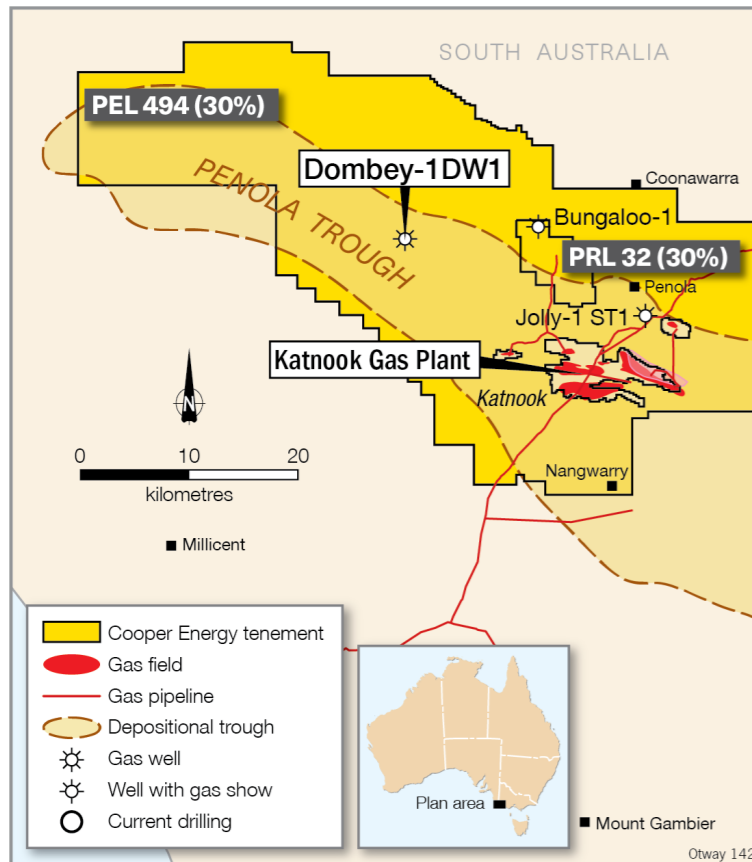 SOUTH AUSTRALIA
PEL 494 (30%)
PENOLA TROUGH
Dombey-1DW1
Coonawarra
Bungaloo-1
PRL 32 (30%)
Penola
Jolly-1 ST1
Katnook Gas Plant
Katnook
N
0 10 20
kilometres
Nangwarry
Millicent
Cooper Energy tenement
Gas field
Gas pipeline
Depositional trough
Gas well
Well with gas show
Current drilling
Plan area
Mount Gambier
Otway 142